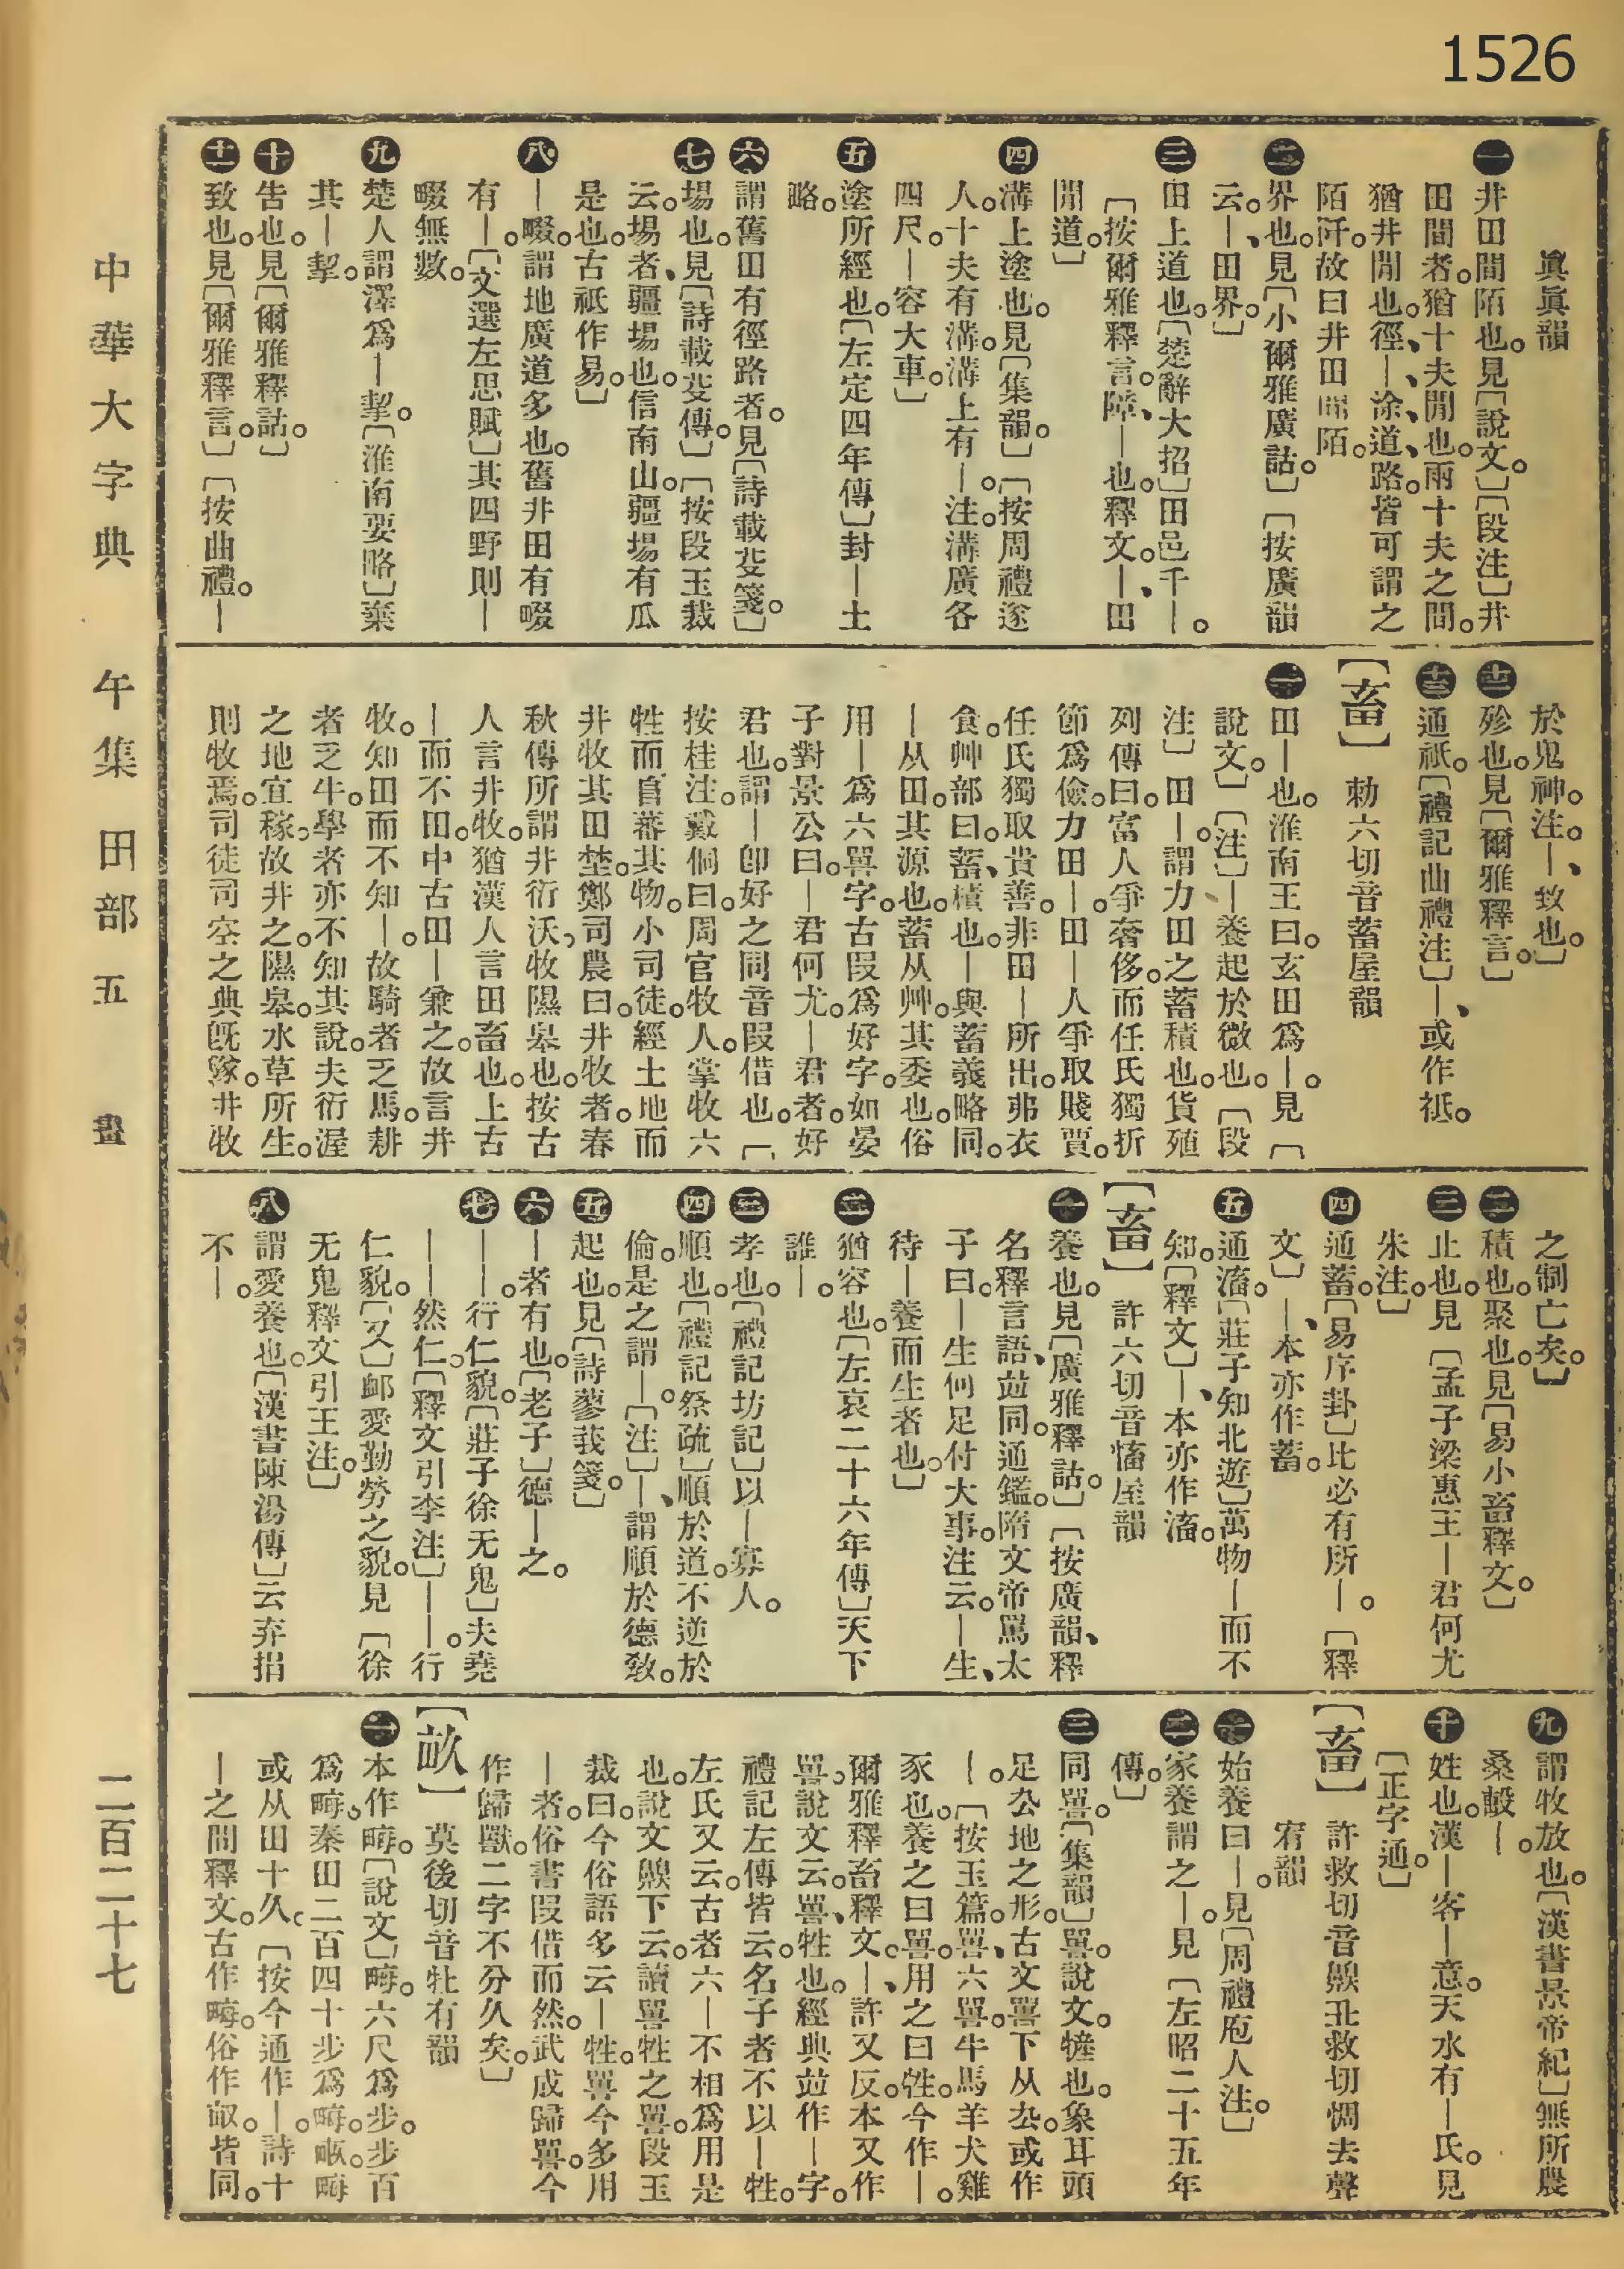 1526
眞眞韻
㊀井田閒陌也。見〔說文。〕〔段注〕井
田閒者。猶十夫閒也。兩十夫之閒。
猶井閒也。徑、｜、涂、道、路。皆可謂之
陌阡。故曰井田閒陌。
㊁界也。見〔小爾雅廣詁。〕〔按廣韻
云。｜、田界。〕
㊂田上道也。〔楚辭大招〕田邑千｜。
〔按爾雅釋言。障、｜也。釋文。｜、田
閒道。〕
㊃溝上塗也。見〔集韻。〕〔按周禮遂
人。十夫有溝。溝上有｜。注。溝廣各
四尺。｜容大車。〕
㊄塗所經也。〔左定四年傳〕封｜土
略。
㊅謂舊田有徑路者。見〔詩載芟箋。〕
㊆場也。見〔詩載芟傳。〕〔按段玉裁
云。場者、疆場也。信南山。疆場有瓜
是也。古祇作易。〕
㊇｜畷。謂地廣道多也。舊非田有畷
有｜。〔文選左思賦〕其四野則｜
畷無數。
㊈楚人謂澤爲｜挐。〔淮南要略〕棄
其｜挐。
㊉告也。見〔爾雅釋詁。〕
⑪致也。見〔爾雅釋言。〕〔按曲禮。｜
於鬼神。注。｜、致也。〕
⑫殄也。見〔爾雅釋言。〕
⑬通祇。〔禮記曲禮注〕｜、或作祗。
【畜】勅六切音蓄屋韻
㊀田｜也。淮南王曰。玄田爲｜。見〔
說文。〕〔注〕｜養起於微也。〔段
注〕田｜。謂力田之蓄積也。貨殖
列傳曰。富人爭奢侈。而任氏獨折
節爲儉。力田｜。田｜人爭取賤賈。
任氏獨取貴善。非田｜所出。弗衣
食。艸部曰。蓄、積也。｜與蓄義略同。
｜从田。其源也。蓄从艸。其委也。俗
用｜爲六嘼字。古叚爲好字。如晏
子對景公曰。｜君何尤。｜君者。好
君也。謂｜卽好之同音叚借也。〔
按桂注。戴侗曰。周官牧人。掌牧六
牲而䀠蕃其物。小司徒。經土地而
井牧其田埜。鄭司農曰。井牧者。春
秋傳所謂井衍沃、牧隰皋也。按古
人言井牧。猶漢人言田畜也。上古
｜而不田。中古田｜兼之。故言井
牧。知田而不知｜。故騎者乏馬。耕
者乏牛。學者亦不知其說。夫衍渥
之地宜稼。故井之。隰皋。水草所生。
則牧焉。司徒司空之典旣隊。井牧
之制亡矣。〕
㊁積也。聚也。見〔易小畜釋文。〕
㊂止也。見〔孟子梁惠王｜君何尤
朱注。〕
㊃通蓄。〔易序卦〕比必有所｜。〔釋
文〕｜、本亦作蓄。
㊄通滀。〔莊子知北遊〕萬物｜而不
知。〔釋文〕｜、本亦作滀。
【畜】許六切音慉屋韻
㊀養也。見〔廣雅釋詁。〕〔按廣韻、釋
名釋言語、竝同。通鑑。隋文帝罵太
子曰。｜生何足付大事。注云。｜生、
待｜養而生者也。〕
㊁猶容也。〔左哀二十六年傳〕天下
誰｜。
㊂孝也。〔禮記坊記〕以｜寡人。
㊃順也。〔禮記祭疏〕順於道。不逆於
倫。是之謂｜。〔注〕｜、謂順於德敎。
㊄起也。見〔詩蓼莪箋。〕
㊅｜者有也。〔老子〕德｜之。
㊆｜｜。行仁貌。〔莊子徐无鬼〕夫堯
｜｜然仁。〔釋文引李注〕｜｜。行
仁貌。〔又〕卹愛勤勞之貌。見〔徐
无鬼釋文引王注。〕
㊇謂愛養也。〔漢書陳湯傳〕云弃捐
不｜。
㊈謂牧放也。〔漢書景帝紀〕無所農
桑毄｜。
㊉姓也。漢｜客｜意。天水有｜氏。見
〔正字通。〕
【畜】許救切音嘼丑救切惆去聲
宥韻
㊀始養曰｜。見〔周禮庖人注。〕
㊁家養謂之｜。見〔左昭二十五年
傳。〕
㊂同嘼。〔集韻〕嘼。說文。㹌也。象耳頭
足厹地之形。古文嘼下从厹。或作
｜。〔按玉篇。嘼、六嘼。牛馬羊犬雞
豕也。養之曰嘼。用之曰牲。今作｜。
爾雅釋畜釋文。｜、許又反。本又作
嘼。說文云。嘼、牲也。經典竝作｜字。
禮記左傳皆云。名子者不以｜牲。
左氏又云。古者六｜不相爲用是
也。說文嘼下云。讀嘼牲之嘼。段玉
裁曰。今俗語多云｜牲。嘼今多用
｜者。俗書叚借而然。武成歸嘼。今
作歸獸。二字不分久矣。〕
【畝】莫後切音牡有韻
㊀本作畮。〔說文〕畮。六尺爲步。步百
爲畮。秦田二百四十步爲畮。畞。畮
或从田十久。〔按今通作｜。詩十
｜之閒釋文。古作畮。俗作畝。皆同。
中華大字典　午集　田部　五　畫　二百二十七